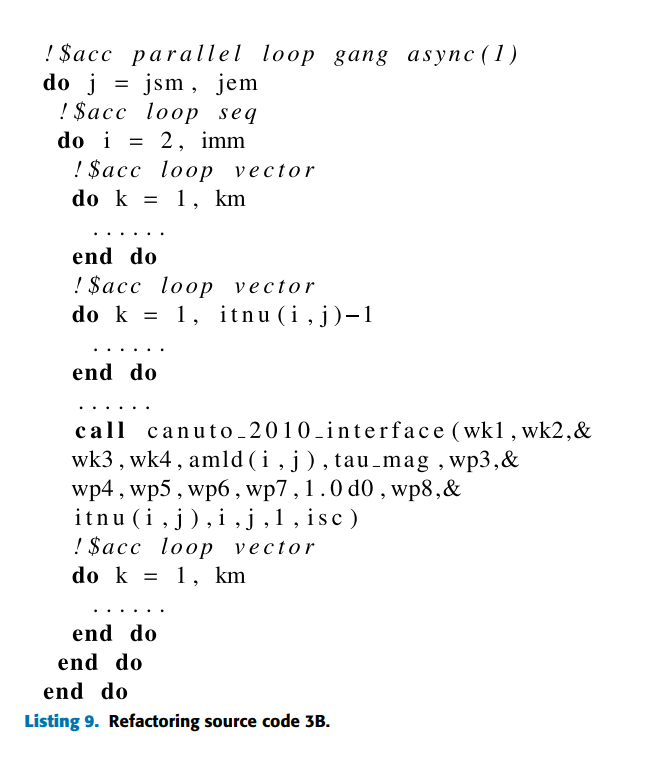 !$acc parallel loop gang async(1)
do j = jsm, jem
!$acc loop seq
do i = 2, imm
!$acc loop vector
do k = 1, km
......
end do
!$acc loop vector
do k = 1, itnu(i,j)−1
......
end do
......
call canuto_2010_interface(wk1,wk2,&
wk3,wk4,amld(i,j),tau_mag,wp3,&
wp4,wp5,wp6,wp7,1.0d0,wp8,&
itnu(i,j),i,j,1,isc)
!$acc loop vector
do k = 1, km
......
end do
end do
end do
Listing 9. Refactoring source code 3B.